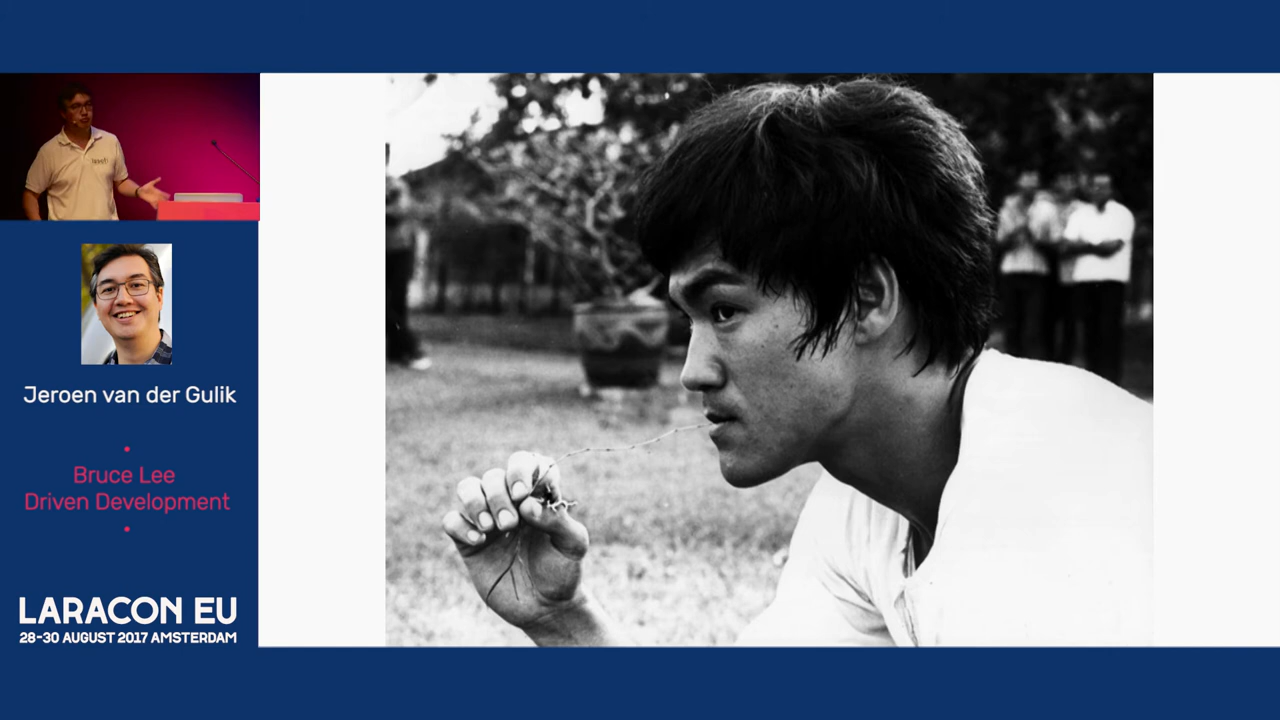 Jeroen van der Gulik
Bruce Lee
Driven Development
LARACON EU
28-30 AUGUST 2017 AMSTERDAM